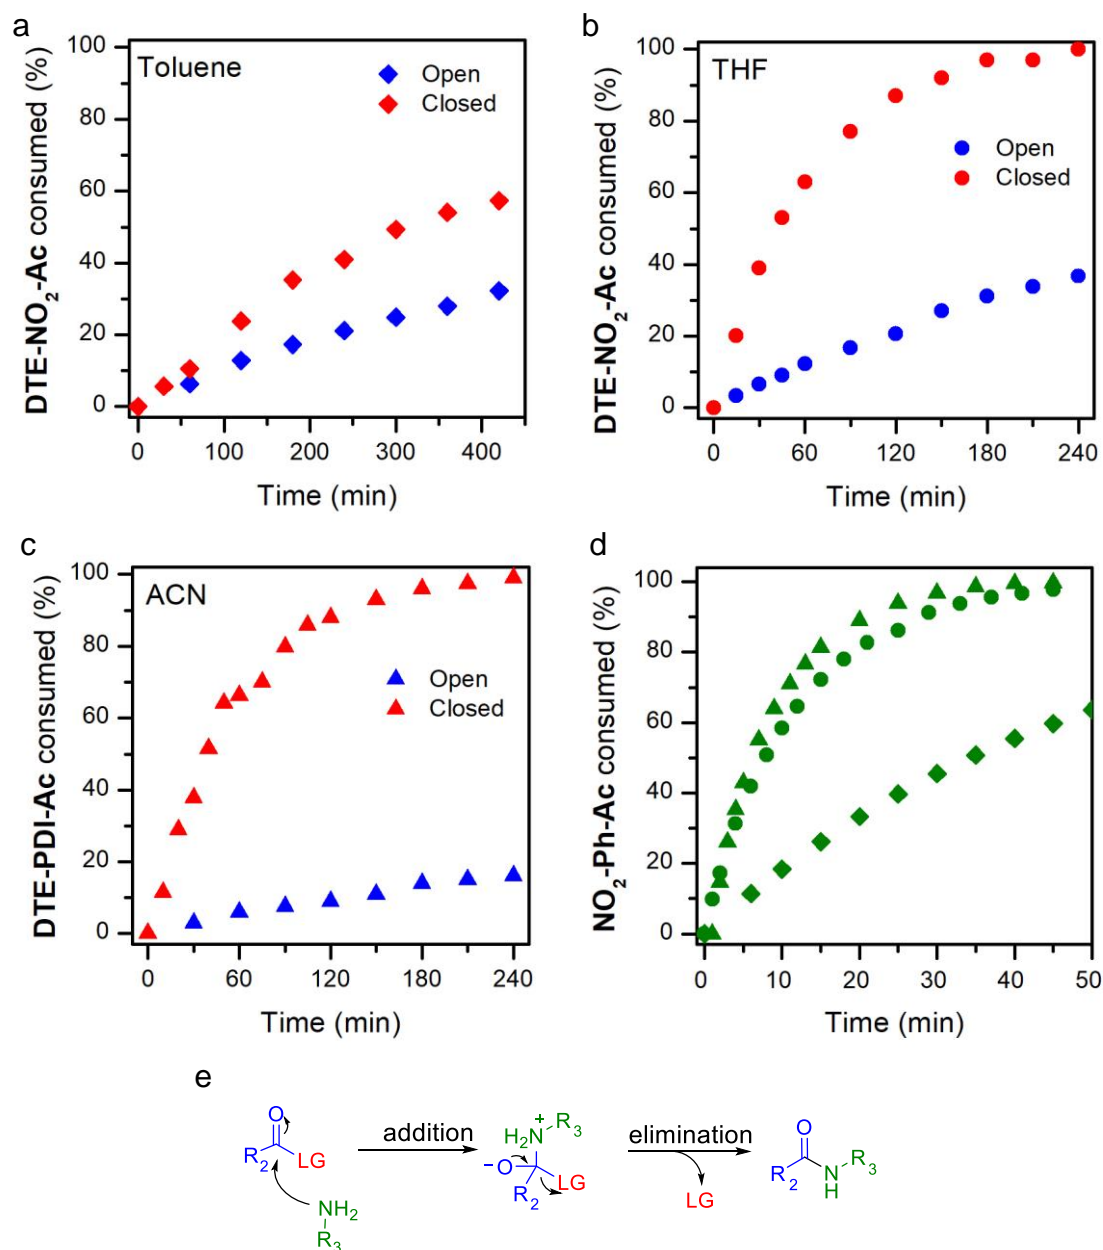 a
DTE-NO2-Ac consumed (%)
100
80
60
40
20
0
Toluene
Open
Closed
0 100 200 300 400
Time (min)
b
DTE-NO2-Ac consumed (%)
100
80
60
40
20
0
THF
Open
Closed
0 60 120 180 240
Time (min)
c
DTE-PDI-Ac consumed (%)
100
80
60
40
20
0
ACN
Open
Closed
0 60 120 180 240
Time (min)
d
NO2-Ph-Ac consumed (%)
100
80
60
40
20
0
0 10 20 30 40 50
Time (min)
e
O
R2 LG
NH2
R3
addition
H2N+ R3
−O LG
R2
elimination
LG
O
R2 N R3
H